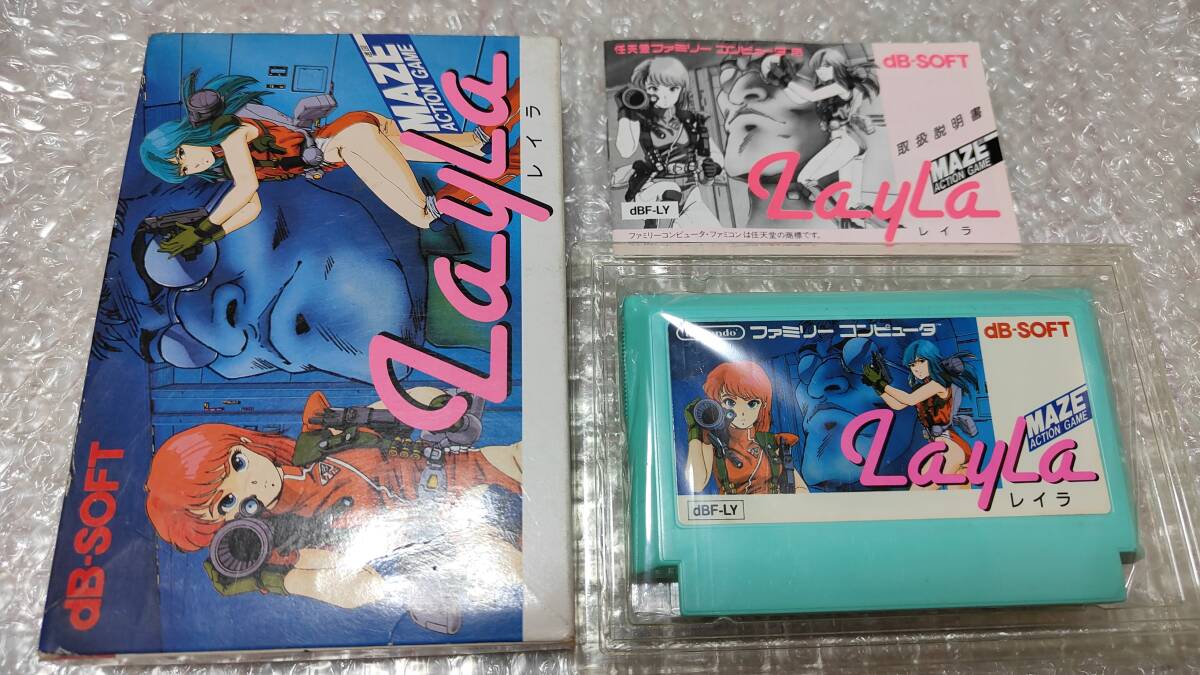 MAZE
ACTION GAME
LayLa
レイラ
dB-SOFT
任天堂ファミリー コンピュータ用
dB-SOFT
取扱説明書
MAZE
ACTION GAME
LayLa
レイラ
dBF-LY
ファミリーコンピュータ・ファミコンは任天堂の商標です。
Nintendo ファミリー コンピュータ
dB-SOFT
MAZE
ACTION GAME
LayLa
レイラ
dBF-LY